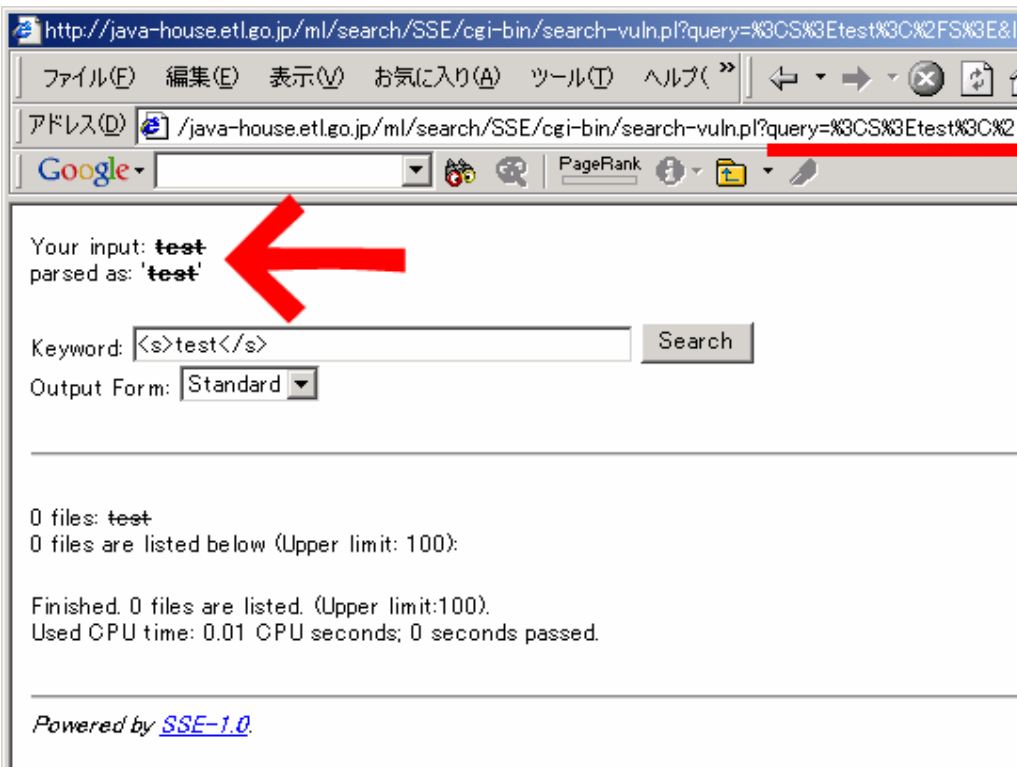 http://java-house.etl.go.jp/ml/search/SSE/cgi-bin/search-vuln.pl?query=%3CS%3Etest%3C%2FS%3E&l
ファイル(F) 編集(E) 表示(V) お気に入り(A) ツール(T) ヘルプ( »
アドレス(D) /java-house.etl.go.jp/ml/search/SSE/cgi-bin/search-vuln.pl?query=%3CS%3Etest%3C%2
Google PageRank
Your input: test
parsed as: 'test'
Keyword: <s>test</s> Search
Output Form: Standard
0 files: test
0 files are listed below (Upper limit: 100):
Finished. 0 files are listed. (Upper limit:100).
Used CPU time: 0.01 CPU seconds; 0 seconds passed.
Powered by SSE-1.0.